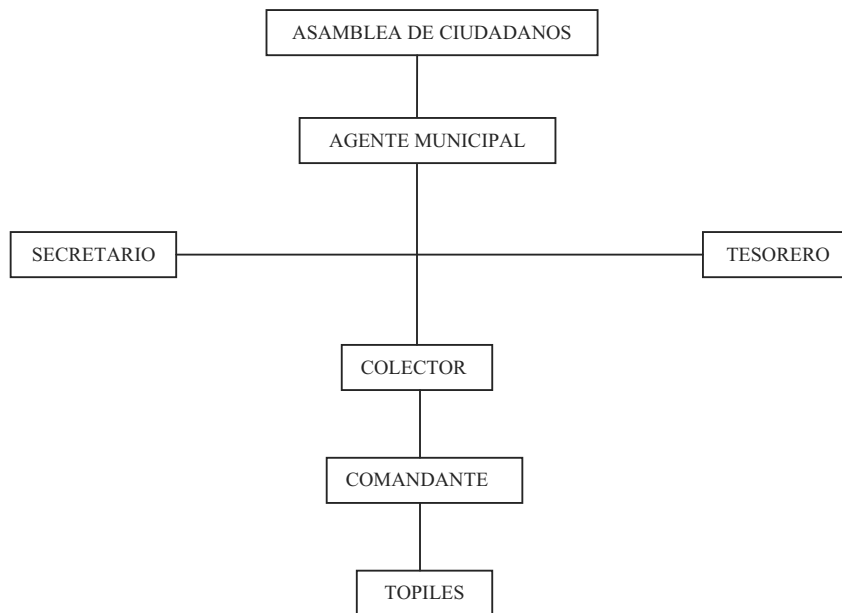 ASAMBLEA DE CIUDADANOS
AGENTE MUNICIPAL
SECRETARIO
TESORERO
COLECTOR
COMANDANTE
TOPILES